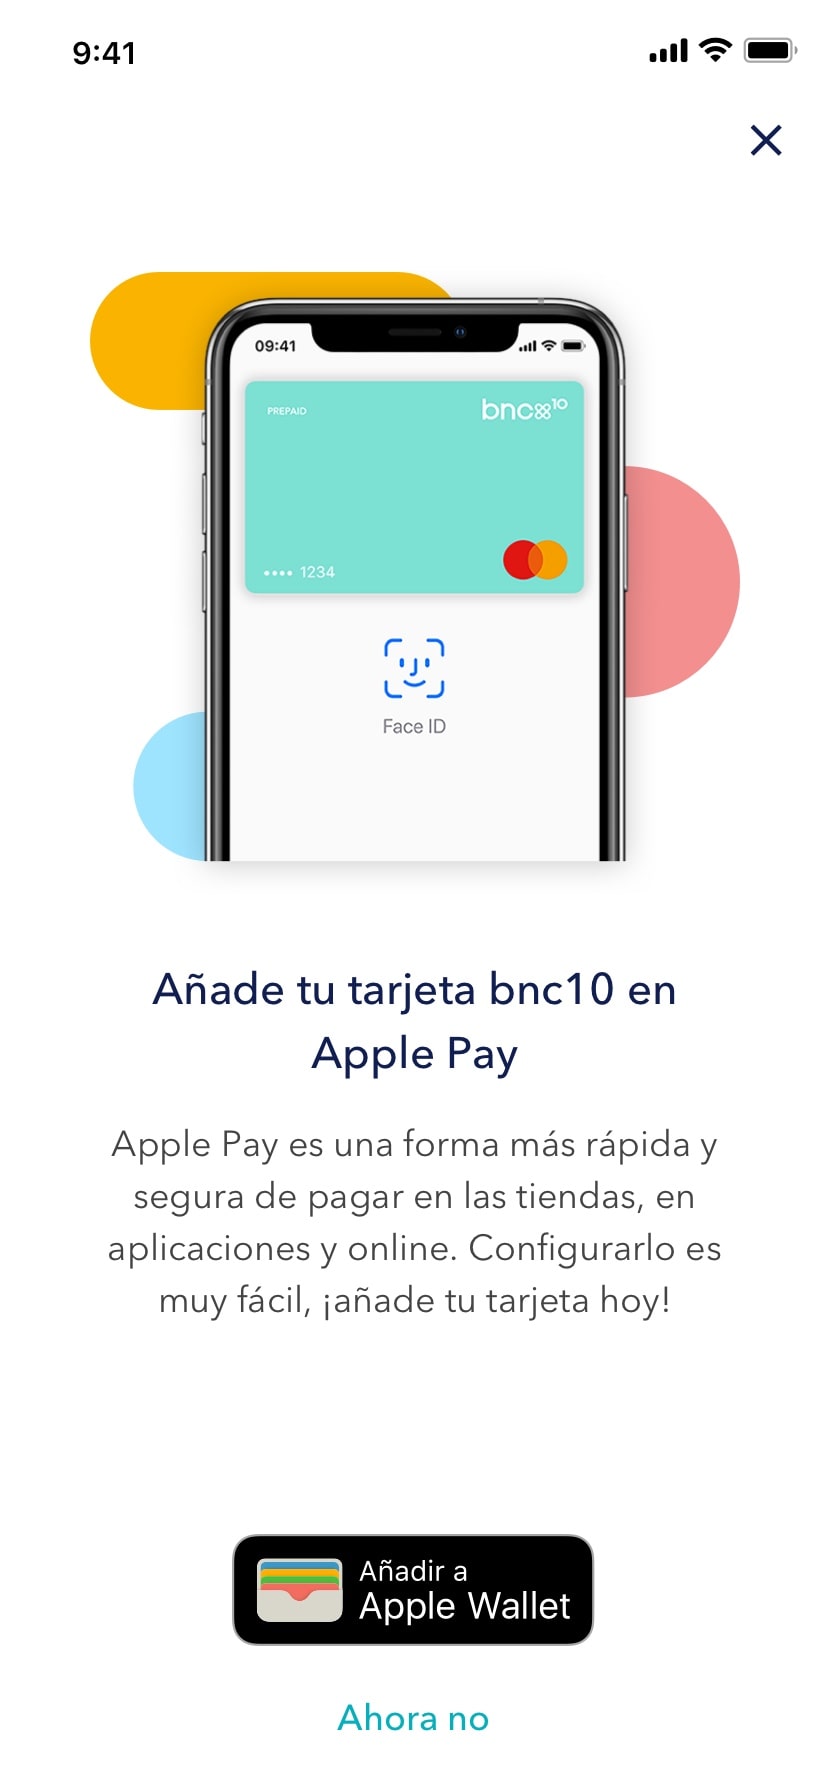 9:41
09:41
PREPAID
bnc10
•••• 1234
Face ID
Añade tu tarjeta bnc10 en
Apple Pay
Apple Pay es una forma más rápida y
segura de pagar en las tiendas, en
aplicaciones y online. Configurarlo es
muy fácil, ¡añade tu tarjeta hoy!
Añadir a
Apple Wallet
Ahora no